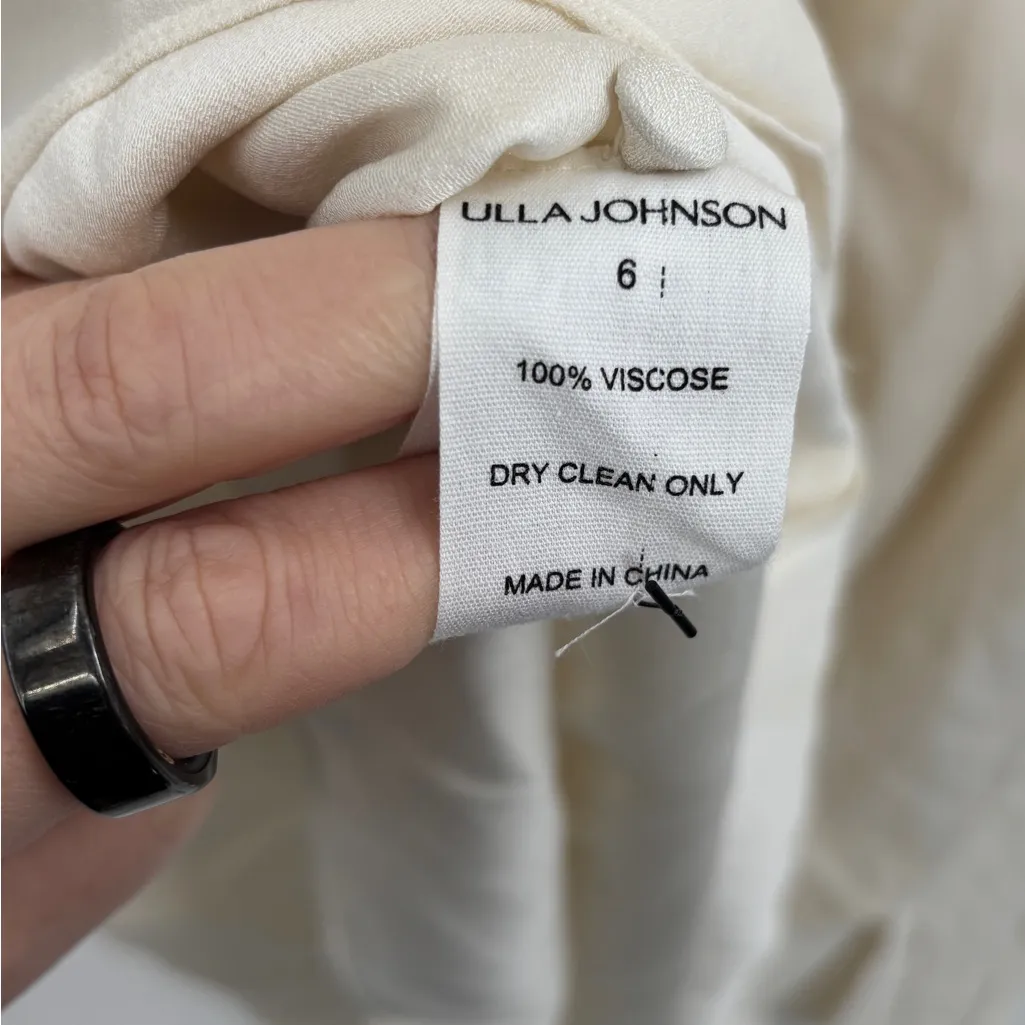 ULLA JOHNSON
6
100% VISCOSE
DRY CLEAN ONLY
MADE IN CHINA